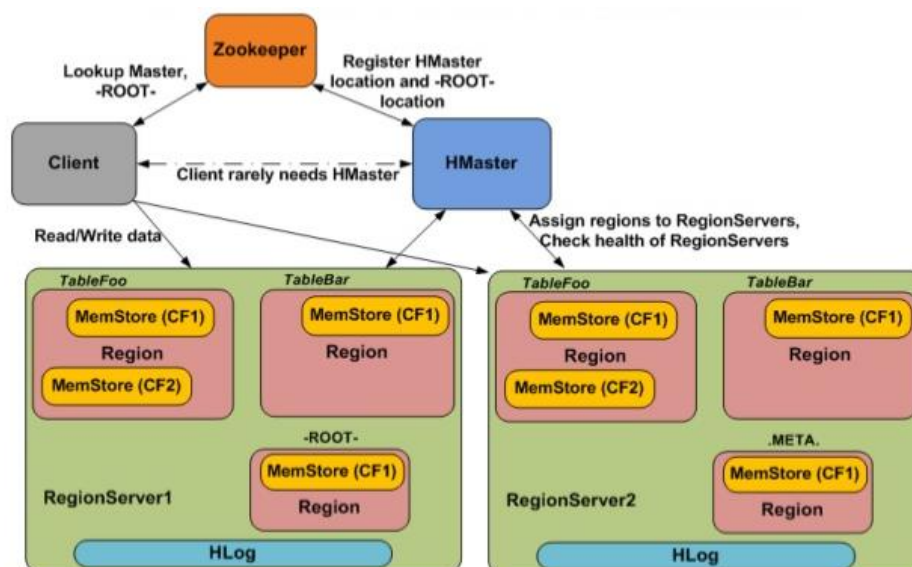 Zookeeper
Lookup Master,
-ROOT-
Register HMaster
location and -ROOT-
location
Client
Client rarely needs HMaster
HMaster
Read/Write data
Assign regions to RegionServers,
Check health of RegionServers
TableFoo
TableBar
MemStore (CF1)
Region
MemStore (CF2)
MemStore (CF1)
Region
-ROOT-
MemStore (CF1)
Region
RegionServer1
HLog
TableFoo
TableBar
MemStore (CF1)
Region
MemStore (CF2)
MemStore (CF1)
Region
.META.
MemStore (CF1)
Region
RegionServer2
HLog